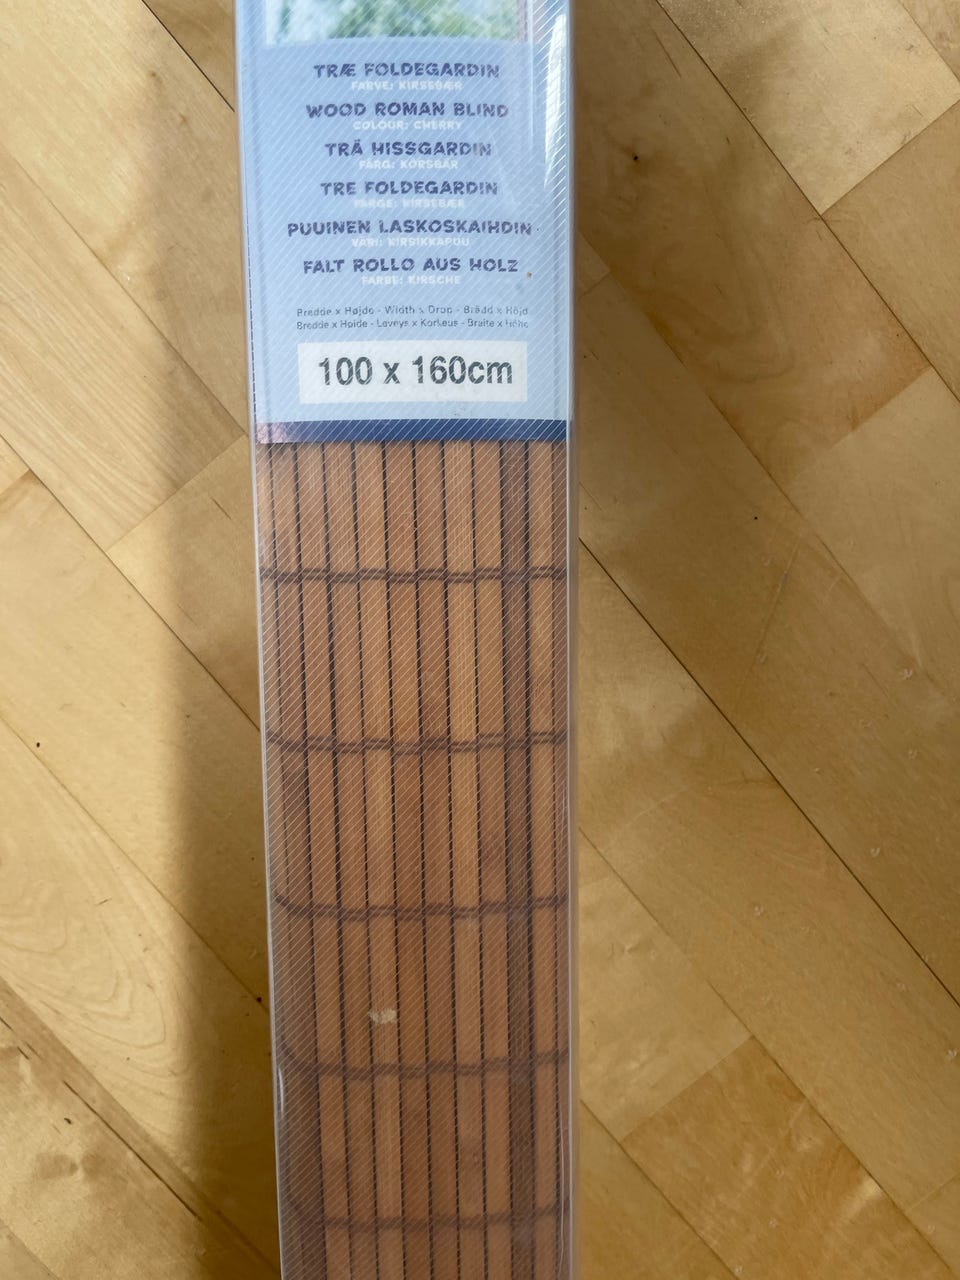 TRÆ FOLDEGARDIN
FARVE: KIRSEBÆR
WOOD ROMAN BLIND
COLOUR: CHERRY
TRÄ HISSGARDIN
FÄRG: KÖRSBÄR
TRE FOLDEGARDIN
FARGE: KIRSEBÆR
PUUINEN LASKOSKAIHDIN
VÄRI: KIRSIKKAPUU
FALT ROLLO AUS HOLZ
FARBE: KIRSCHE
Bredde x Højde - Width x Drop - Brädd x Höjd
Bredde x Høide - Leveys x Korkeus - Breite x Höhe
100 x 160cm